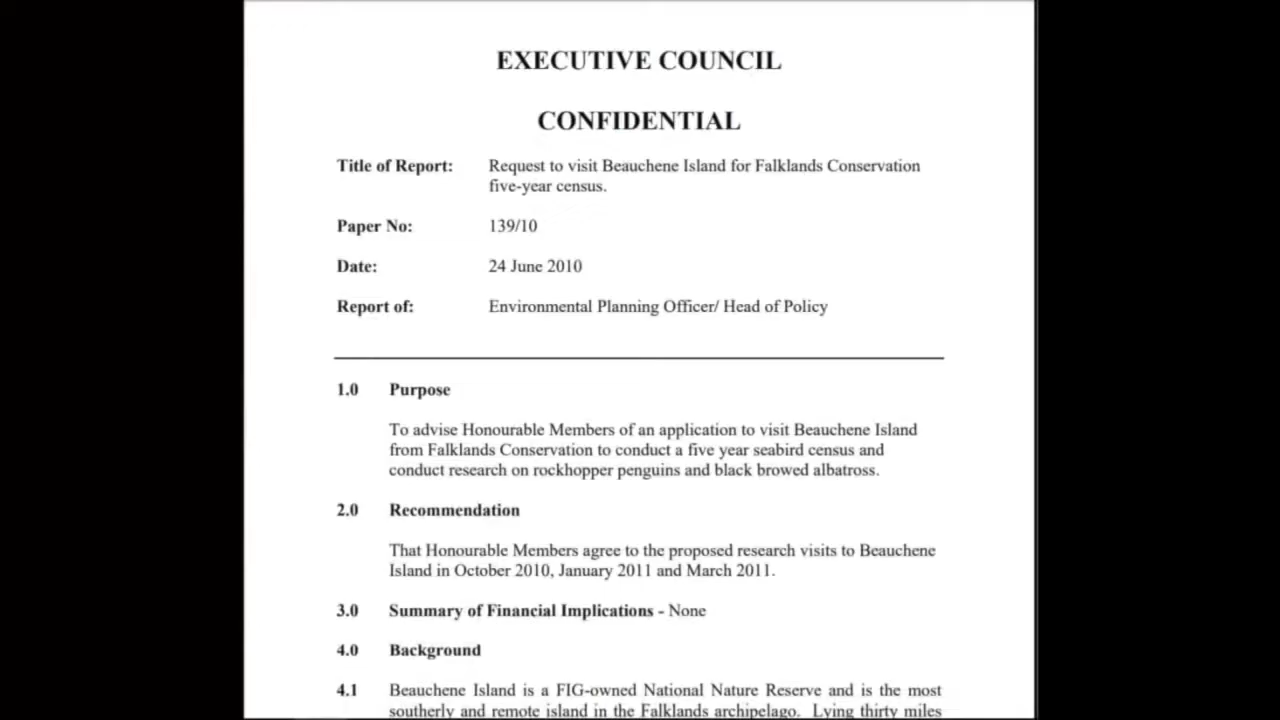 EXECUTIVE COUNCIL
CONFIDENTIAL
Title of Report: Request to visit Beauchene Island for Falklands Conservation
five-year census.
Paper No: 139/10
Date: 24 June 2010
Report of: Environmental Planning Officer/ Head of Policy
1.0 Purpose
To advise Honourable Members of an application to visit Beauchene Island
from Falklands Conservation to conduct a five year seabird census and
conduct research on rockhopper penguins and black browed albatross.
2.0 Recommendation
That Honourable Members agree to the proposed research visits to Beauchene
Island in October 2010, January 2011 and March 2011.
3.0 Summary of Financial Implications - None
4.0 Background
4.1 Beauchene Island is a FIG-owned National Nature Reserve and is the most
southerly and remote island in the Falklands archipelago. Lying thirty miles